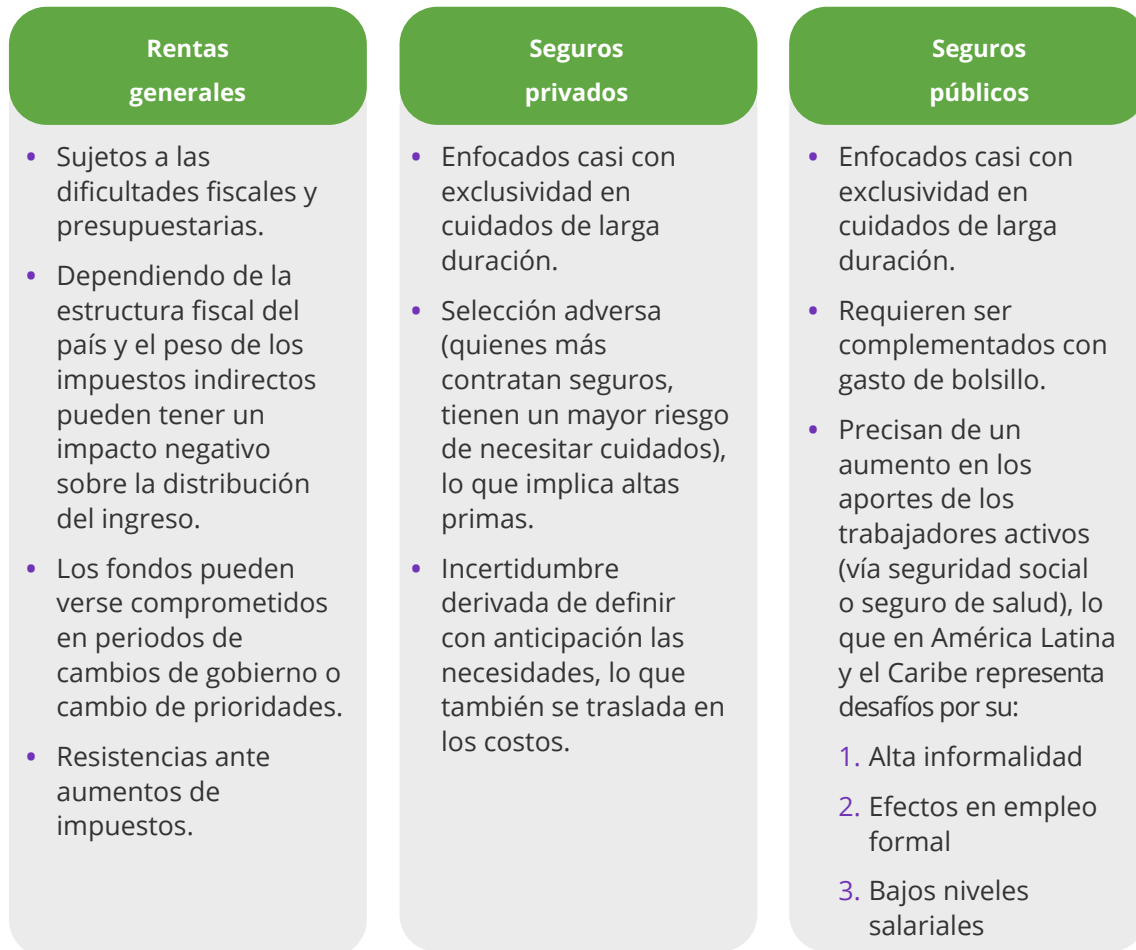 Rentas
generales
• Sujetos a las
dificultades fiscales y
presupuestarias.
• Dependiendo de la
estructura fiscal del
país y el peso de los
impuestos indirectos
pueden tener un
impacto negativo
sobre la distribución
del ingreso.
• Los fondos pueden
verse comprometidos
en periodos de
cambios de gobierno o
cambio de prioridades.
• Resistencias ante
aumentos de
impuestos.
Seguros
privados
• Enfocados casi con
exclusividad en
cuidados de larga
duración.
• Selección adversa
(quienes más
contratan seguros,
tienen un mayor riesgo
de necesitar cuidados),
lo que implica altas
primas.
• Incertidumbre
derivada de definir
con anticipación las
necesidades, lo que
también se traslada en
los costos.
Seguros
públicos
• Enfocados casi con
exclusividad en
cuidados de larga
duración.
• Requieren ser
complementados con
gasto de bolsillo.
• Precisan de un
aumento en los
aportes de los
trabajadores activos
(vía seguridad social
o seguro de salud), lo
que en América Latina
y el Caribe representa
desafíos por su:
1. Alta informalidad
2. Efectos en empleo
formal
3. Bajos niveles
salariales